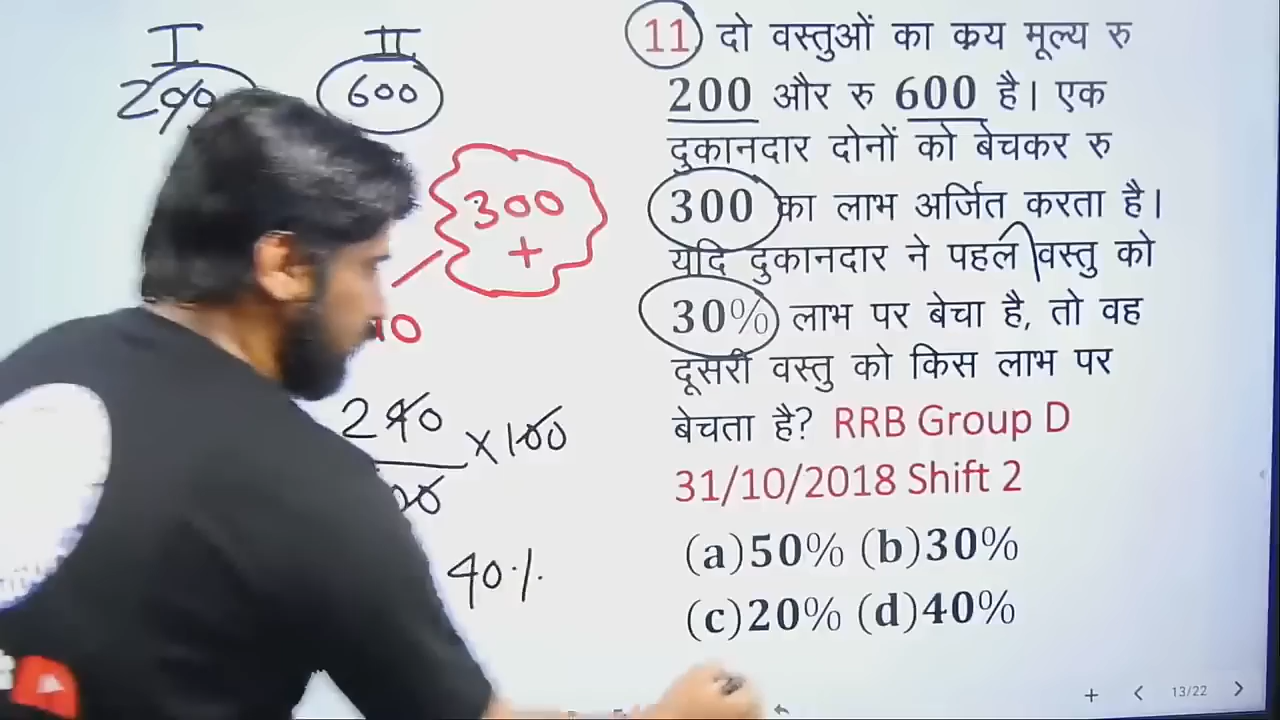 I II
200 600
300
+
240 × 100
40%
11 दो वस्तुओं का क्रय मूल्य रु
200 और रु 600 है। एक
दुकानदार दोनों को बेचकर रु
300 का लाभ अर्जित करता है।
यदि दुकानदार ने पहली वस्तु को
30% लाभ पर बेचा है, तो वह
दूसरी वस्तु को किस लाभ पर
बेचता है? RRB Group D
31/10/2018 Shift 2
(a)50% (b)30%
(c)20% (d)40%
13/22